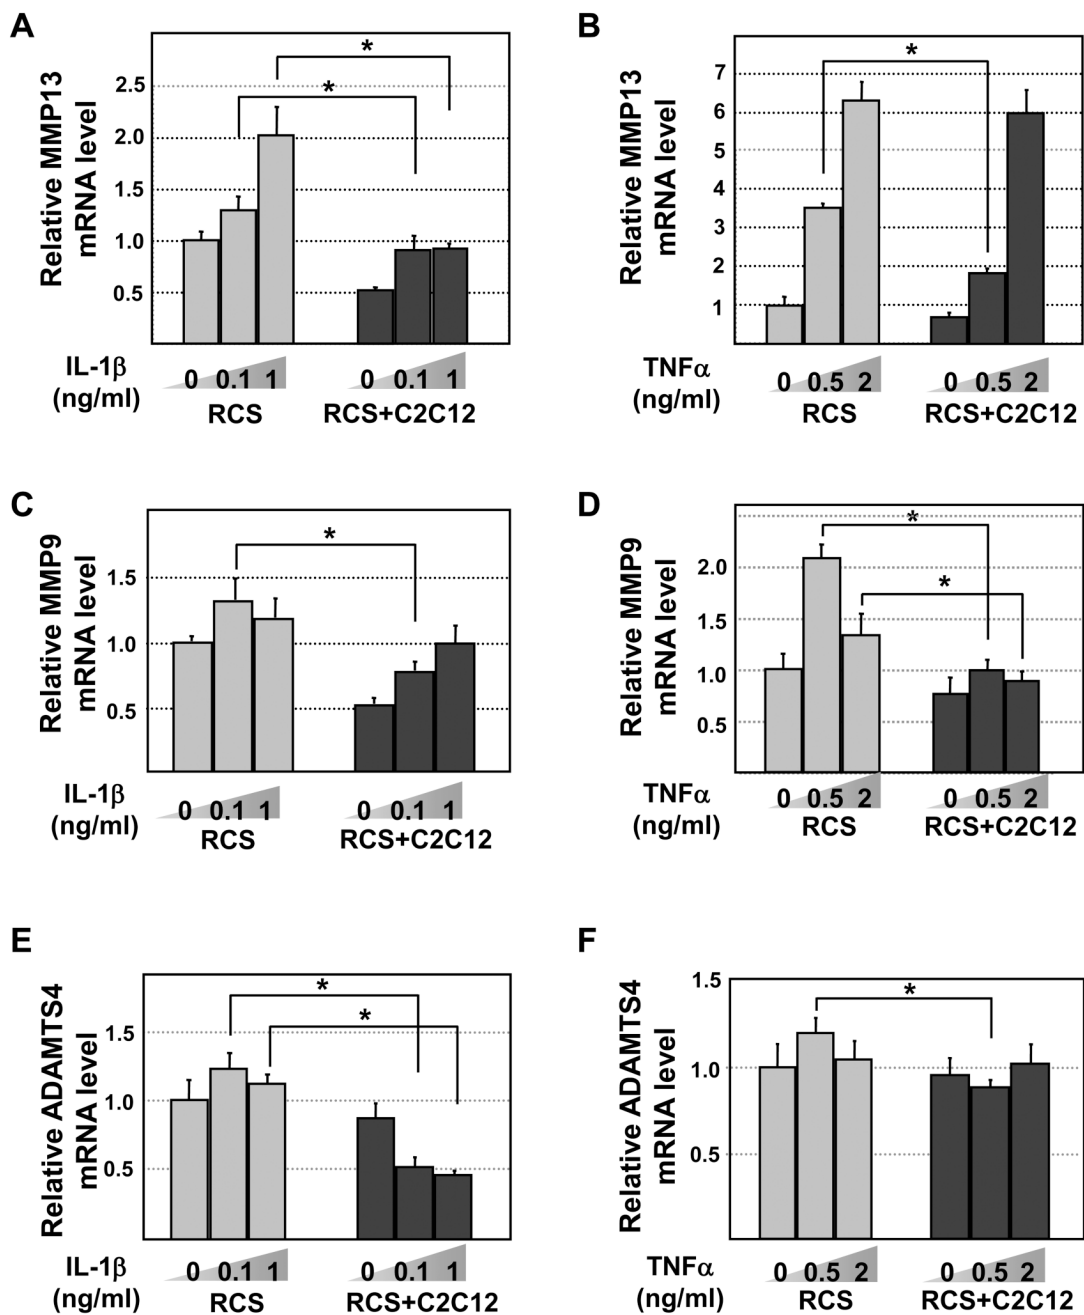 A
Relative MMP13
mRNA level
2.5
2.0
1.5
1.0
0.5
*
*
IL-1β
(ng/ml)
0 0.1 1
0 0.1 1
RCS
RCS+C2C12
B
Relative MMP13
mRNA level
7
6
5
4
3
2
1
*
TNFα
(ng/ml)
0 0.5 2
0 0.5 2
RCS
RCS+C2C12
C
Relative MMP9
mRNA level
1.5
1.0
0.5
*
IL-1β
(ng/ml)
0 0.1 1
0 0.1 1
RCS
RCS+C2C12
D
Relative MMP9
mRNA level
2.0
1.5
1.0
0.5
*
*
TNFα
(ng/ml)
0 0.5 2
0 0.5 2
RCS
RCS+C2C12
E
Relative ADAMTS4
mRNA level
1.5
1.0
0.5
*
*
IL-1β
(ng/ml)
0 0.1 1
0 0.1 1
RCS
RCS+C2C12
F
Relative ADAMTS4
mRNA level
1.5
1.0
0.5
*
TNFα
(ng/ml)
0 0.5 2
0 0.5 2
RCS
RCS+C2C12